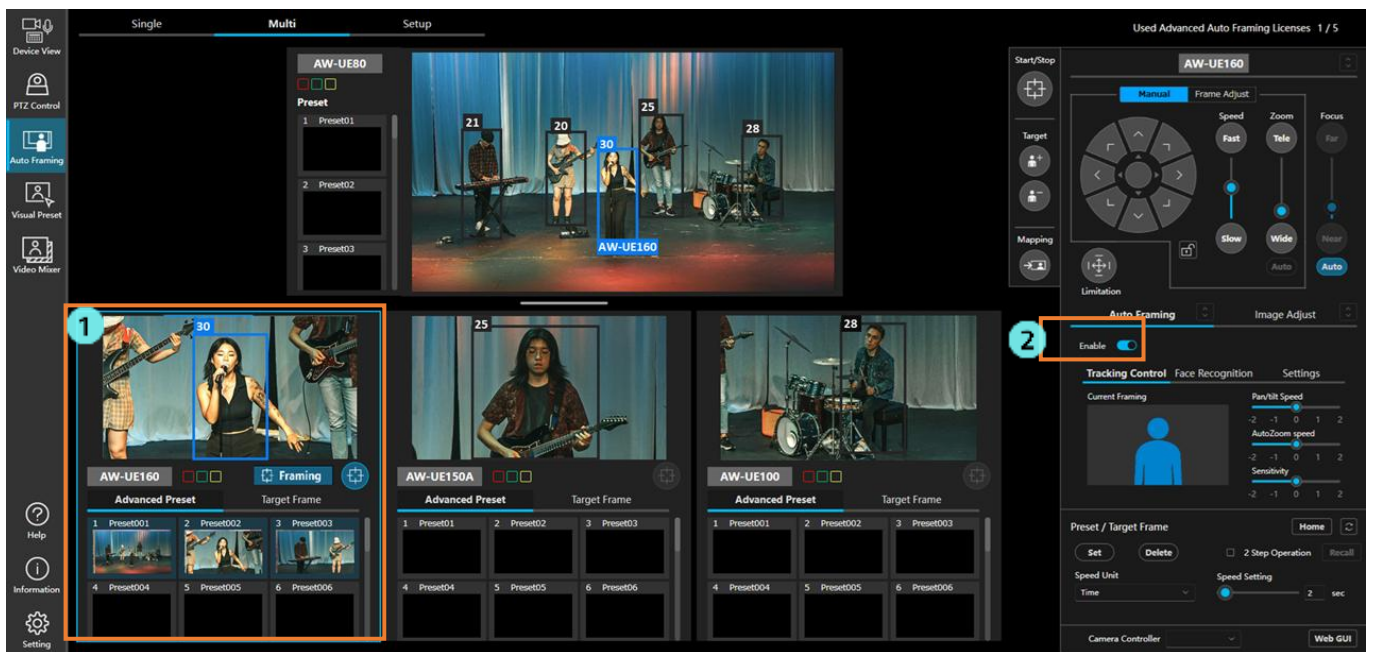 Single Multi Setup
Used Advanced Auto Framing Licenses 1 / 5
Device View
PTZ Control
Auto Framing
Visual Preset
Video Mixer
Help
Information
Setting
AW-UE80
Preset
1 Preset01
2 Preset02
3 Preset03
21
20
30
25
28
AW-UE160
Start/Stop
Target
Mapping
AW-UE160
Manual Frame Adjust
Speed Zoom Focus
Fast Tele Far
Slow Wide Near
Auto Auto
Limitation
1
30
AW-UE160 Framing
Advanced Preset Target Frame
1 Preset001 2 Preset002 3 Preset003
4 Preset004 5 Preset005 6 Preset006
25
AW-UE150A
Advanced Preset Target Frame
1 Preset01 2 Preset02 3 Preset03
4 Preset04 5 Preset05 6 Preset06
28
AW-UE100
Advanced Preset Target Frame
1 Preset001 2 Preset002 3 Preset003
4 Preset004 5 Preset005 6 Preset006
Auto Framing Image Adjust
2
Enable
Tracking Control Face Recognition Settings
Current Framing
Pan/tilt Speed
-2 -1 0 1 2
AutoZoom speed
-2 -1 0 1 2
Sensitivity
-2 -1 0 1 2
Preset / Target Frame Home
Set Delete 2 Step Operation Recall
Speed Unit Speed Setting
Time 2 sec
Camera Controller Web GUI